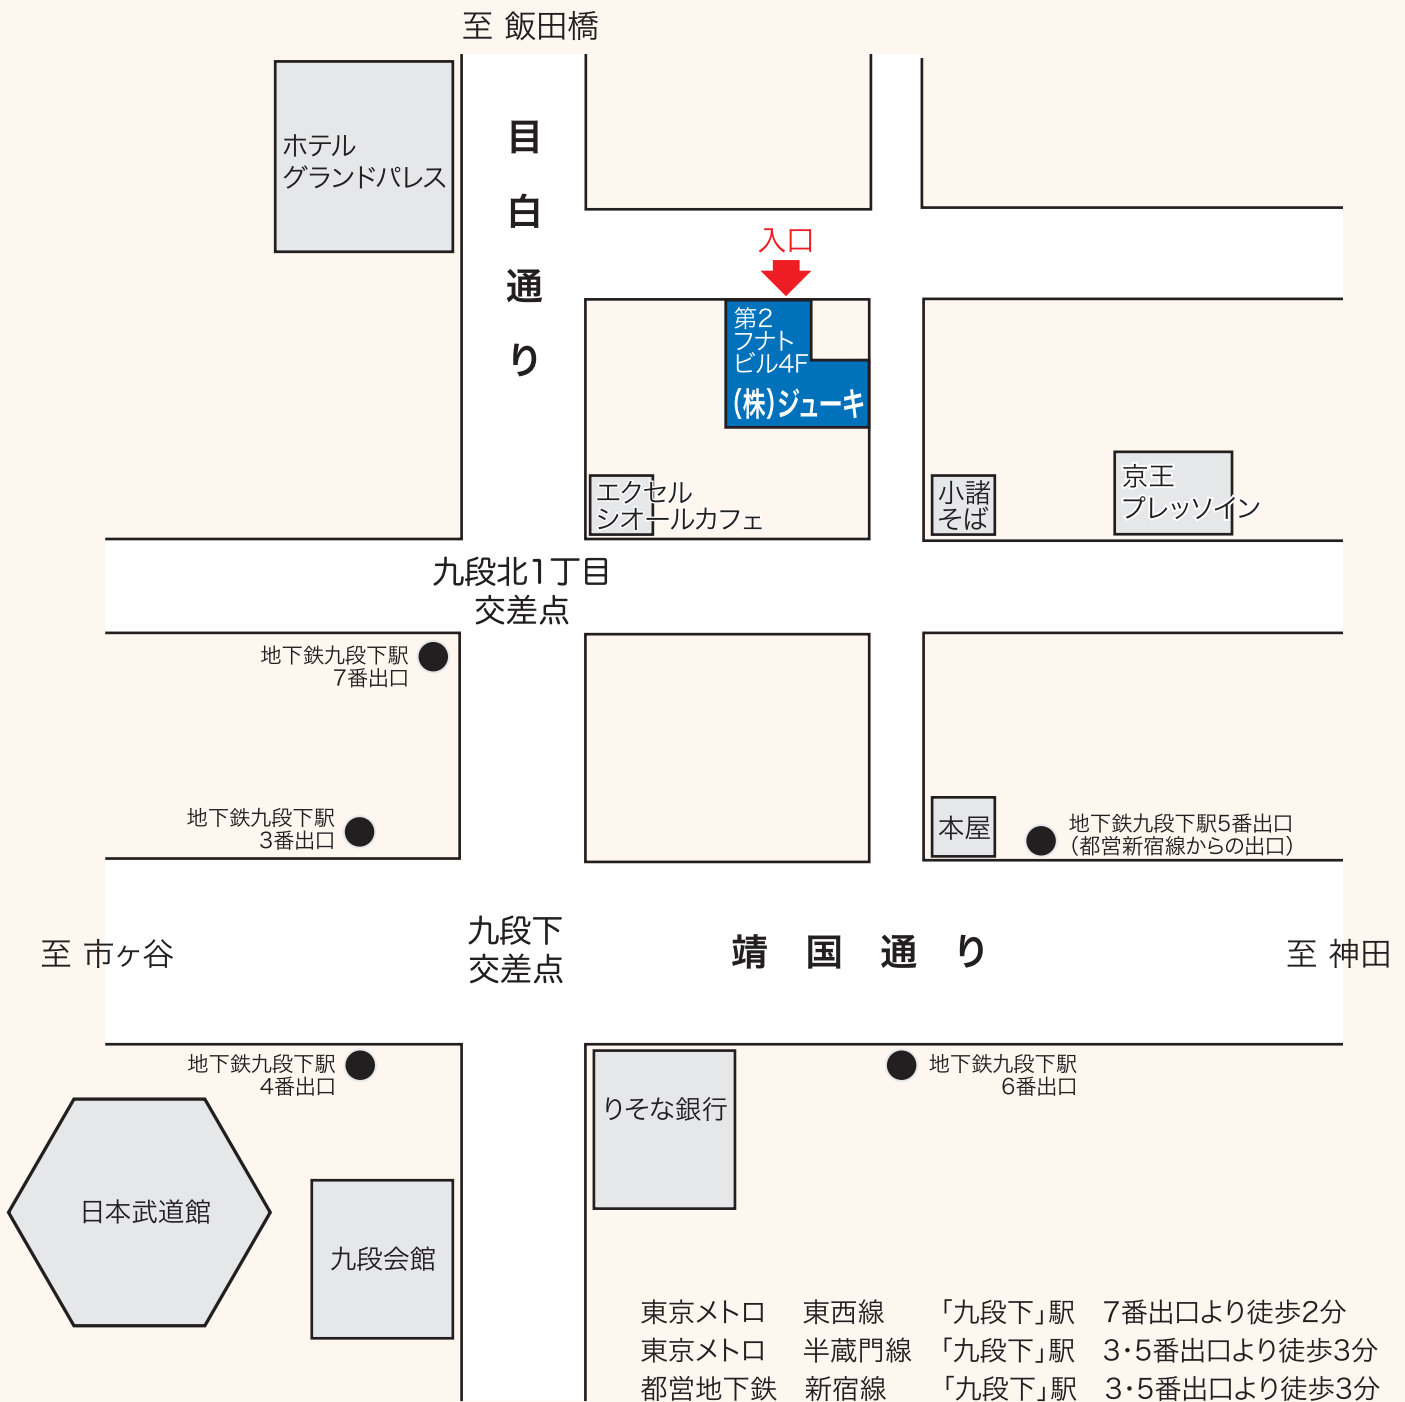 至 飯田橋
ホテル
グランドパレス
目白通り
入口
第2
フナト
ビル4F
(株)ジューキ
エクセル
シオールカフェ
小諸
そば
京王
プレッソイン
九段北1丁目
交差点
地下鉄九段下駅
7番出口
地下鉄九段下駅
3番出口
本屋
地下鉄九段下駅5番出口
(都営新宿線からの出口)
至 市ヶ谷
九段下
交差点
靖国通り
至 神田
地下鉄九段下駅
4番出口
りそな銀行
地下鉄九段下駅
6番出口
日本武道館
九段会館
東京メトロ 東西線 「九段下」駅 7番出口より徒歩2分
東京メトロ 半蔵門線 「九段下」駅 3・5番出口より徒歩3分
都営地下鉄 新宿線 「九段下」駅 3・5番出口より徒歩3分